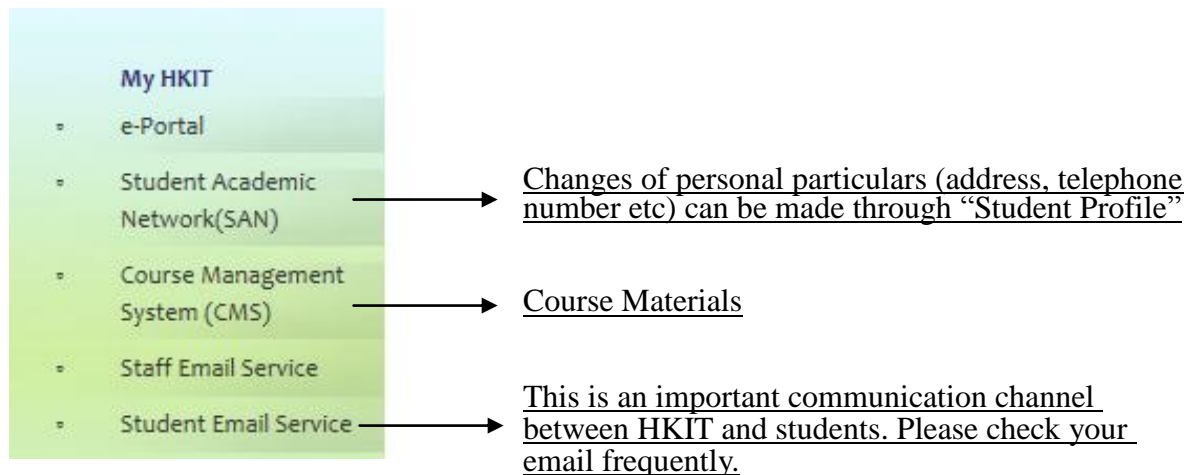 My HKIT
e-Portal
Student Academic
Network(SAN)
Changes of personal particulars (address, telephone
number etc) can be made through “Student Profile”
Course Management
System (CMS)
Course Materials
Staff Email Service
Student Email Service
This is an important communication channel
between HKIT and students. Please check your
email frequently.